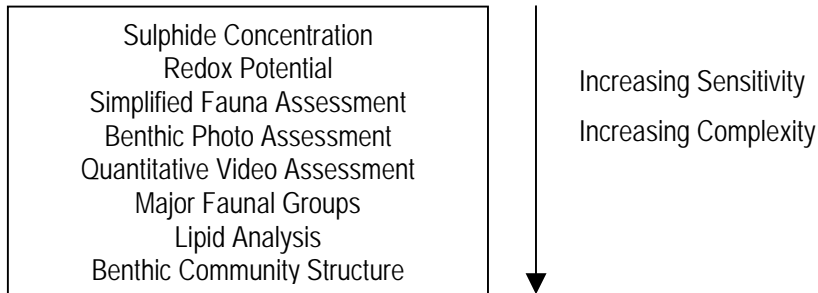 Sulphide Concentration
Redox Potential
Simplified Fauna Assessment
Benthic Photo Assessment
Quantitative Video Assessment
Major Faunal Groups
Lipid Analysis
Benthic Community Structure
Increasing Sensitivity
Increasing Complexity